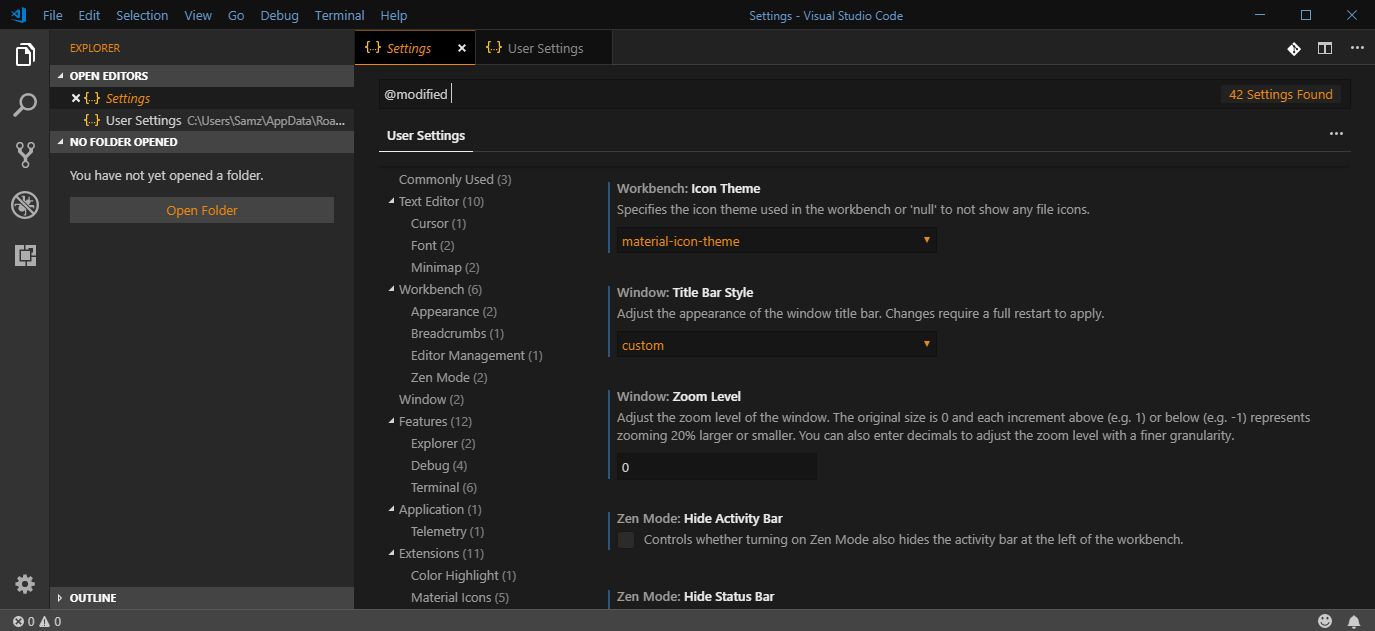 File Edit Selection View Go Debug Terminal Help
Settings - Visual Studio Code
EXPLORER
OPEN EDITORS
{..} Settings
{..} User Settings C:\Users\Samz\AppData\Roa...
NO FOLDER OPENED
You have not yet opened a folder.
Open Folder
OUTLINE
{..} Settings
{..} User Settings
@modified
42 Settings Found
User Settings
Commonly Used (3)
Text Editor (10)
Cursor (1)
Font (2)
Minimap (2)
Workbench (6)
Appearance (2)
Breadcrumbs (1)
Editor Management (1)
Zen Mode (2)
Window (2)
Features (12)
Explorer (2)
Debug (4)
Terminal (6)
Application (1)
Telemetry (1)
Extensions (11)
Color Highlight (1)
Material Icons (5)
Workbench: Icon Theme
Specifies the icon theme used in the workbench or 'null' to not show any file icons.
material-icon-theme
Window: Title Bar Style
Adjust the appearance of the window title bar. Changes require a full restart to apply.
custom
Window: Zoom Level
Adjust the zoom level of the window. The original size is 0 and each increment above (e.g. 1) or below (e.g. -1) represents
zooming 20% larger or smaller. You can also enter decimals to adjust the zoom level with a finer granularity.
0
Zen Mode: Hide Activity Bar
Controls whether turning on Zen Mode also hides the activity bar at the left of the workbench.
Zen Mode: Hide Status Bar
0 0